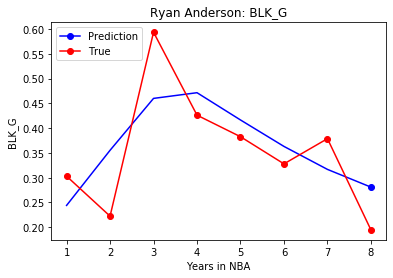 Ryan Anderson: BLK_G
Prediction
True
BLK_G
0.60
0.55
0.50
0.45
0.40
0.35
0.30
0.25
0.20
1 2 3 4 5 6 7 8
Years in NBA